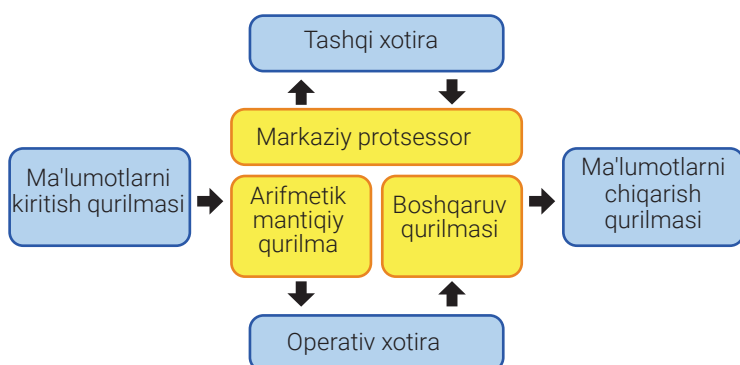 Tashqi xotira
Markaziy protsessor
Ma'lumotlarni
kiritish qurilmasi
Arifmetik
mantiqiy
qurilma
Boshqaruv
qurilmasi
Ma'lumotlarni
chiqarish
qurilmasi
Operativ xotira